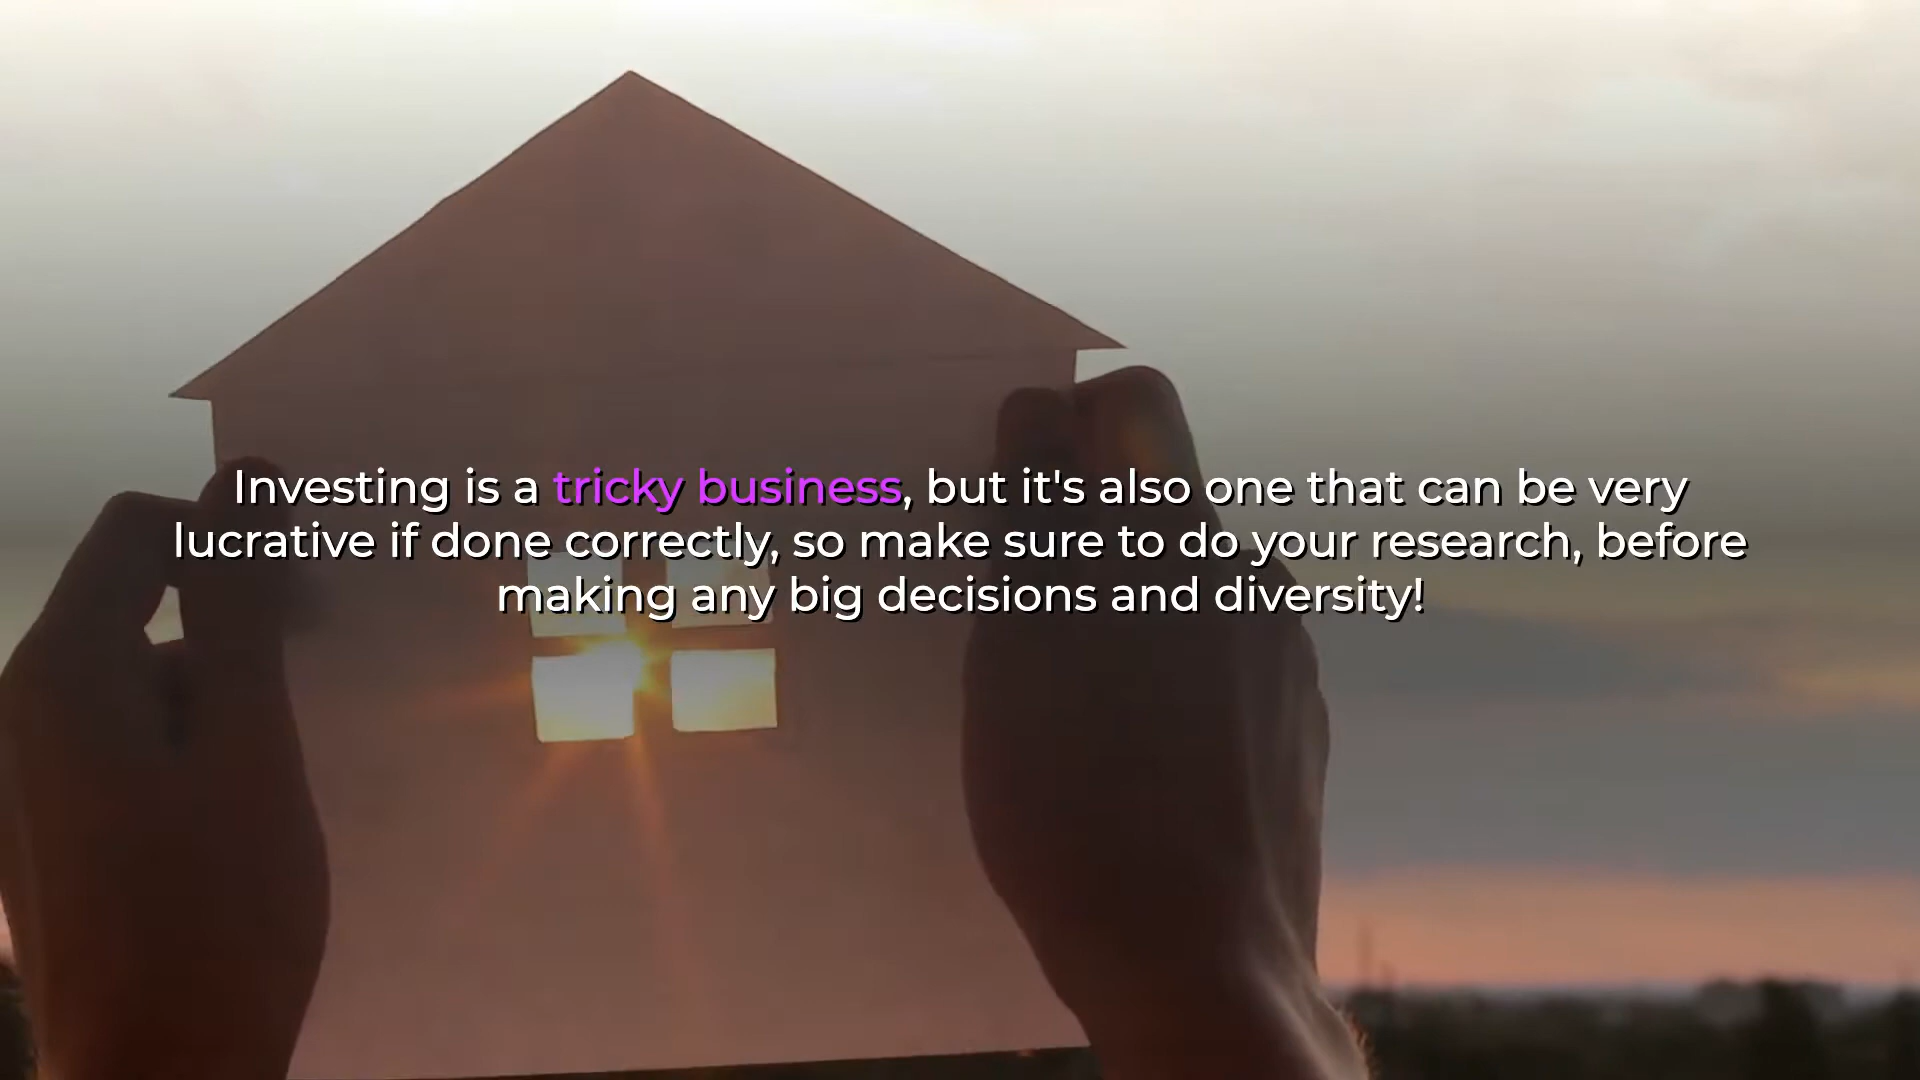 Investing is a tricky business, but it's also one that can be very
lucrative if done correctly, so make sure to do your research, before
making any big decisions and diversity!